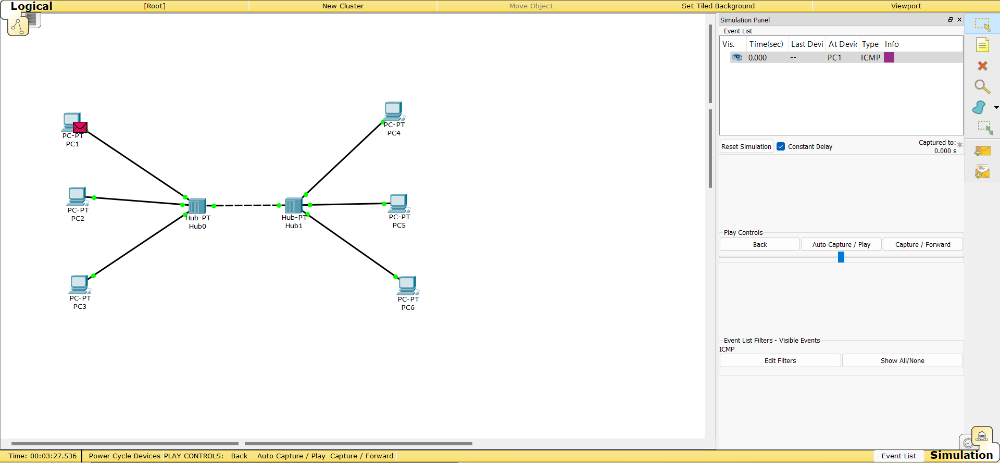 Logical
[Root]
New Cluster
Move Object
Set Tiled Background
Viewport
Simulation Panel
Event List
Vis. Time(sec) Last Devi At Devic Type Info
0.000 -- PC1 ICMP
Reset Simulation
Constant Delay
Captured to:
0.000 s
*
PC-PT
PC1
PC-PT
PC2
PC-PT
PC3
Hub-PT
Hub0
Hub-PT
Hub1
PC-PT
PC4
PC-PT
PC5
PC-PT
PC6
Play Controls
Back
Auto Capture / Play
Capture / Forward
Event List Filters - Visible Events
ICMP
Edit Filters
Show All/None
Time: 00:03:27.536
Power Cycle Devices
PLAY CONTROLS:
Back
Auto Capture / Play
Capture / Forward
Event List
Simulation